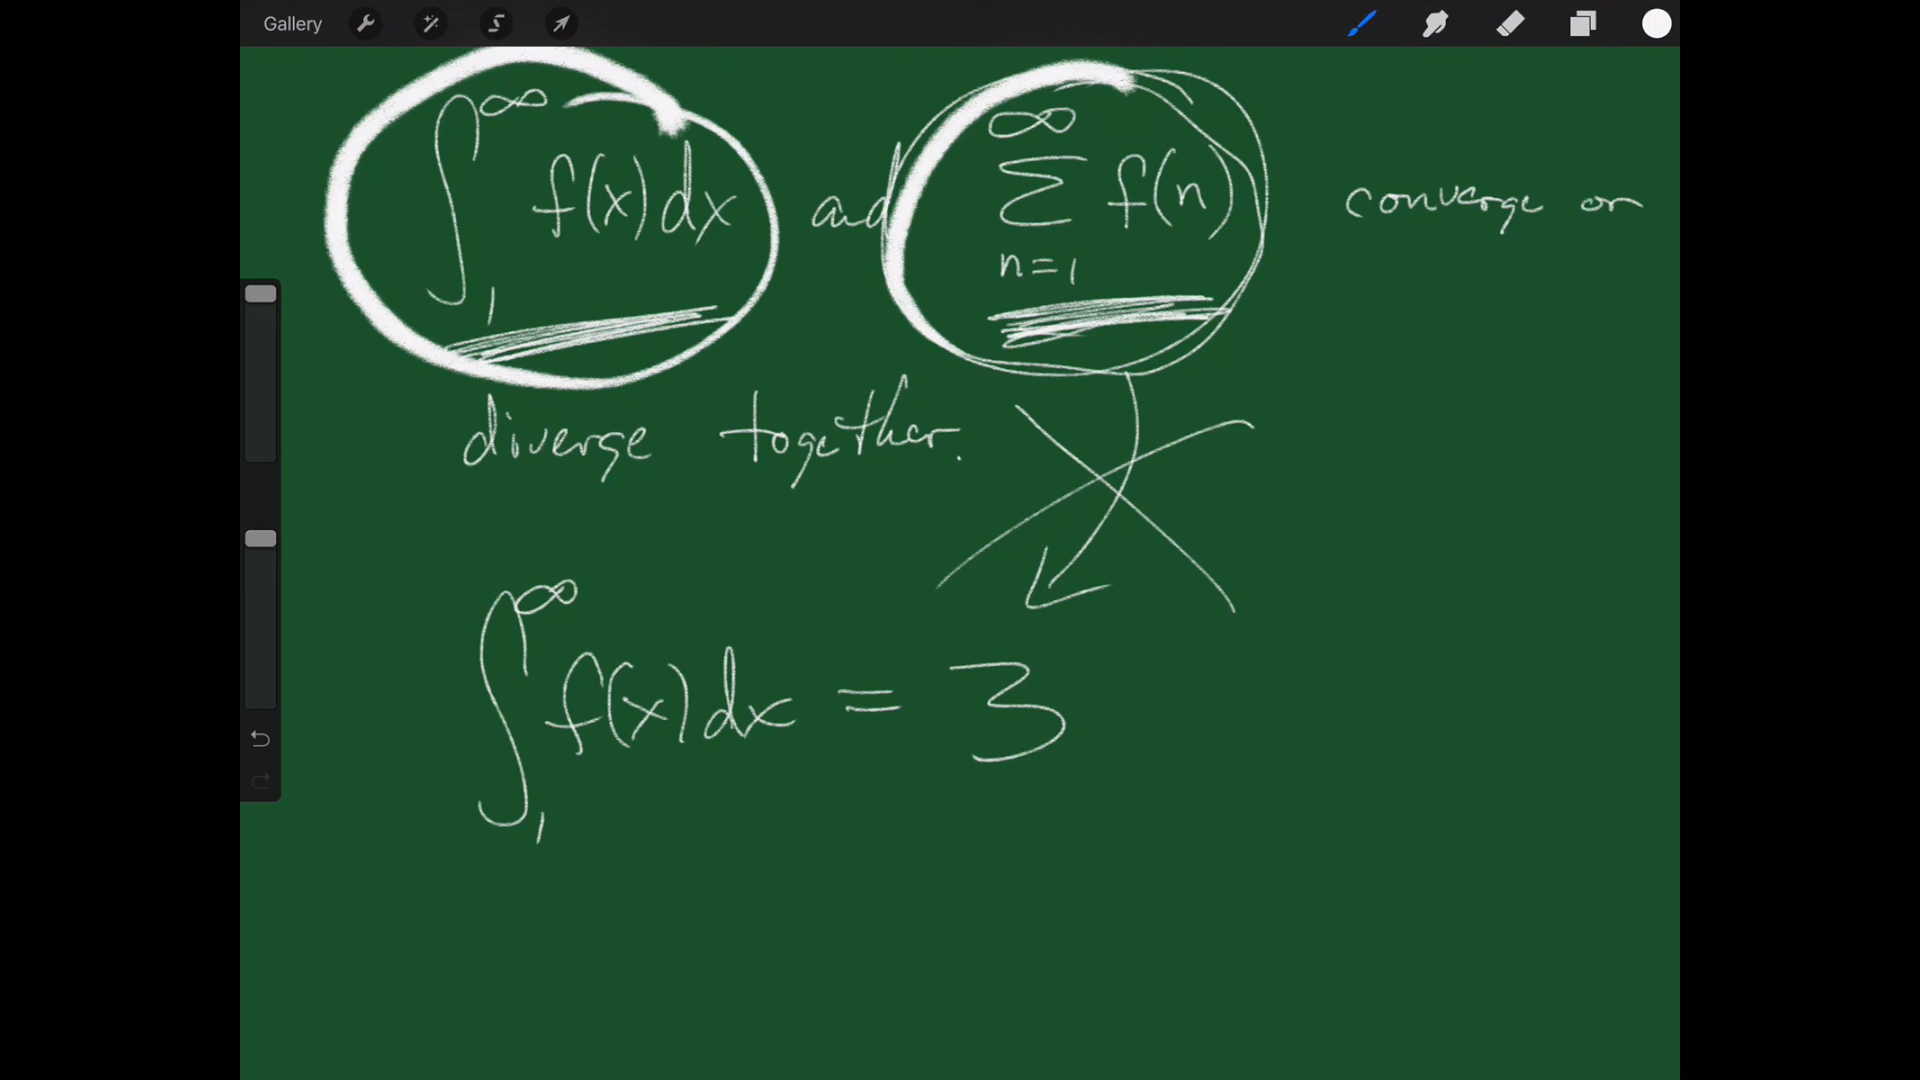 Gallery
∫₁^∞ f(x)dx and ∑_{n=1}^∞ f(n) converge or
diverge together.
∫₁^∞ f(x)dx = 3